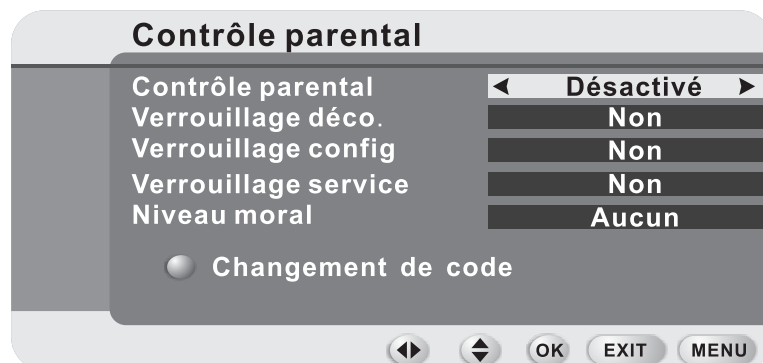 Contrôle parental
Contrôle parental Désactivé
Verrouillage déco. Non
Verrouillage config Non
Verrouillage service Non
Niveau moral Aucun
Changement de code
OK EXIT MENU